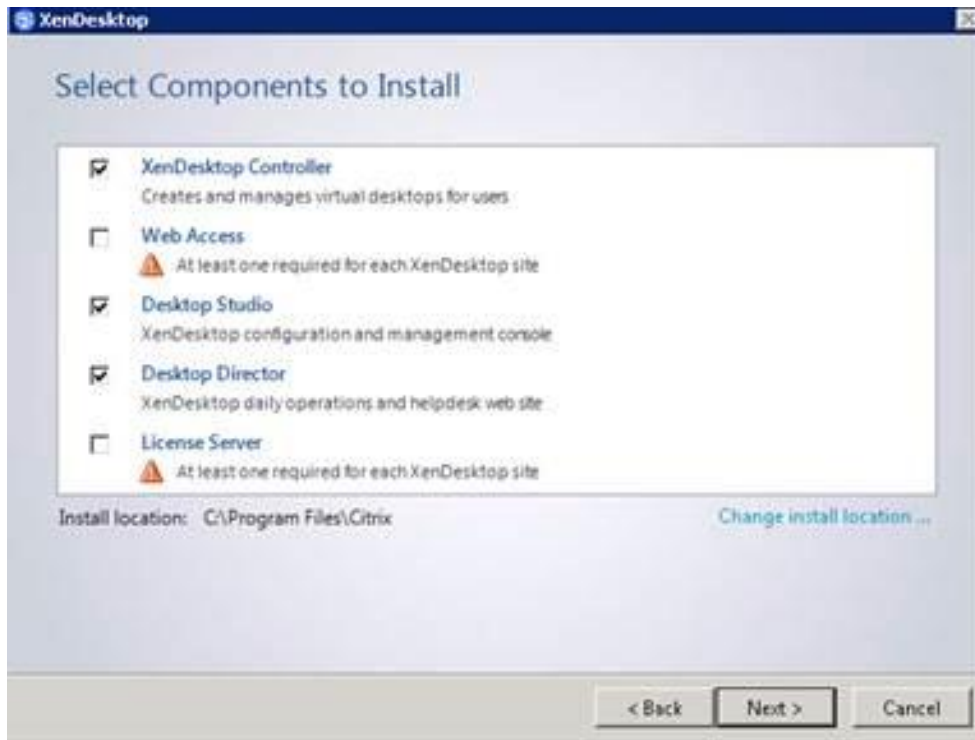 XenDesktop
Select Components to Install
XenDesktop Controller
Creates and manages virtual desktops for users
Web Access
At least one required for each XenDesktop site
Desktop Studio
XenDesktop configuration and management console
Desktop Director
XenDesktop daily operations and helpdesk web site
License Server
At least one required for each XenDesktop site
Install location: C:\Program Files\Citrix Change install location ...
< Back Next > Cancel